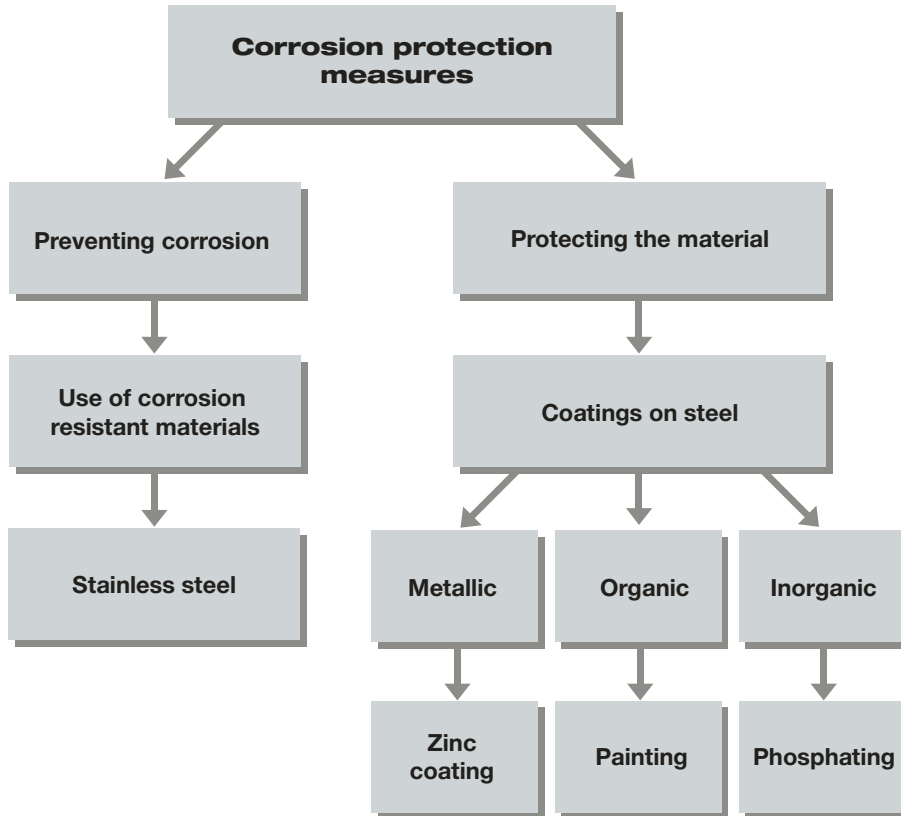 Corrosion protection
measures
Preventing corrosion
Protecting the material
Use of corrosion
resistant materials
Coatings on steel
Stainless steel
Metallic
Organic
Inorganic
Zinc
coating
Painting
Phosphating